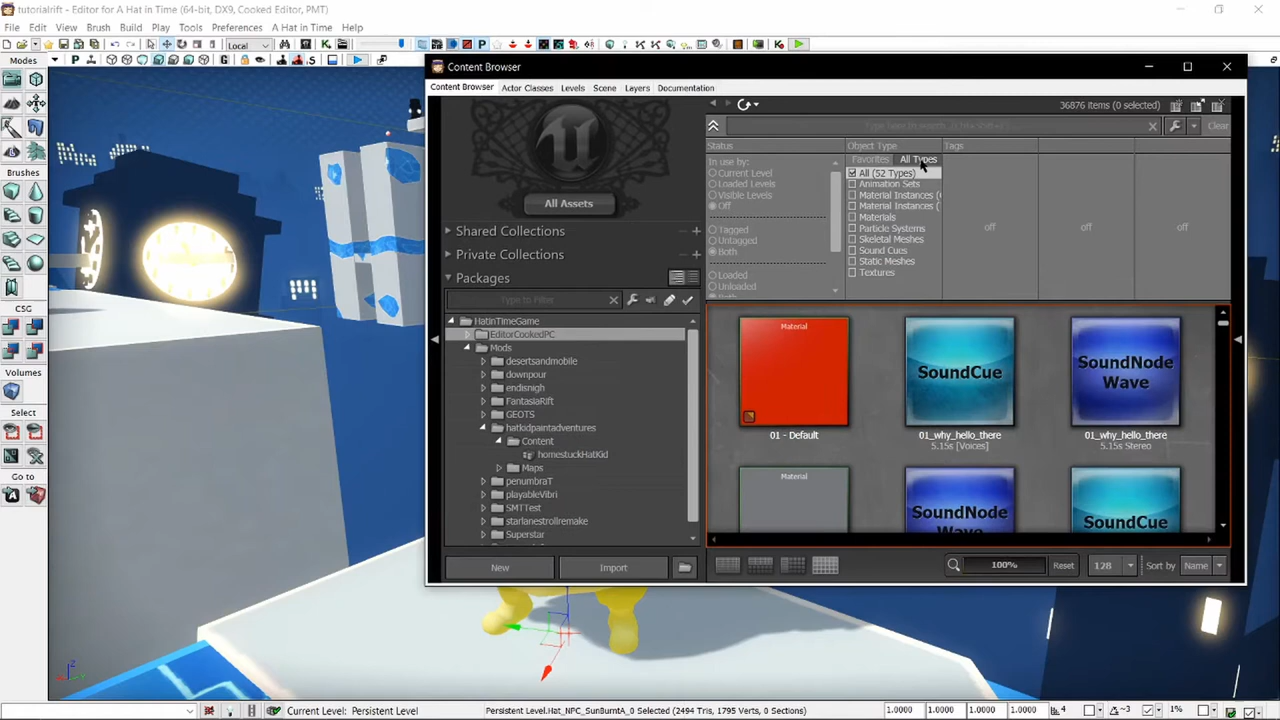 tutorialrift - Editor for A Hat in Time (64-bit, DX9, Cooked Editor, PMT)
File Edit View Brush Build Play Tools Preferences A Hat in Time Help
Local
Modes
Brushes
CSG
Volumes
Select
Go to
Content Browser
Content Browser Actor Classes Levels Scene Layers Documentation
All Assets
Shared Collections
Private Collections
Packages
Type to Filter
HatInTimeGame
EditorCookedPC
Mods
desertsandmobile
downpour
endisnigh
FantasiaRift
GEOTS
hatkidpaintadventures
Content
homestuckHatKid
Maps
penumbraT
playableVibri
SMTTest
starlanestrollremake
Superstar
New Import
36876 items (0 selected)
Clear
Status
In use by:
Current Level
Loaded Levels
Visible Levels
Off
Tagged
Untagged
Both
Loaded
Unloaded
Both
Object Type
Favorites All Types
All (52 Types)
Animation Sets
Material Instances (
Material Instances (
Materials
Particle Systems
Skeletal Meshes
Sound Cues
Static Meshes
Textures
Tags
off off off
Material
01 - Default
SoundCue
01_why_hello_there
5.15s [Voices]
SoundNode
Wave
01_why_hello_there
5.15s Stereo
Material
SoundNode
Wave
SoundCue
100% Reset 128 Sort by Name
Current Level: Persistent Level
Persistent Level.Hat_NPC_SunBurntA_0 Selected (2494 Tris, 1795 Verts, 0 Sections)
1.0000 1.0000 1.0000 1.0000 4 3 1%